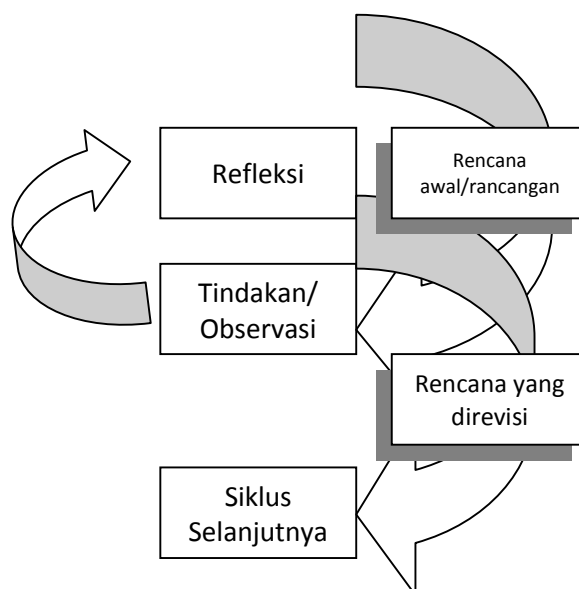 Refleksi
Rencana
awal/rancangan
Tindakan/
Observasi
Rencana yang
direvisi
Siklus
Selanjutnya